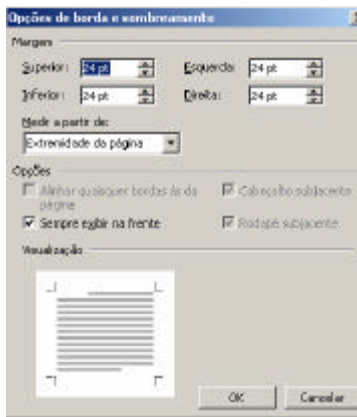 Opções de borda e sombreamento
Margem
Superior: 24 pt Esquerda: 24 pt
Inferior: 24 pt Direita: 24 pt
Medir a partir de:
Extremidade da página
Opções
Alinhar quaisquer bordas às da página
Cabeçalho subjacente
Sempre exibir na frente
Rodapé subjacente
Visualização
OK Cancelar